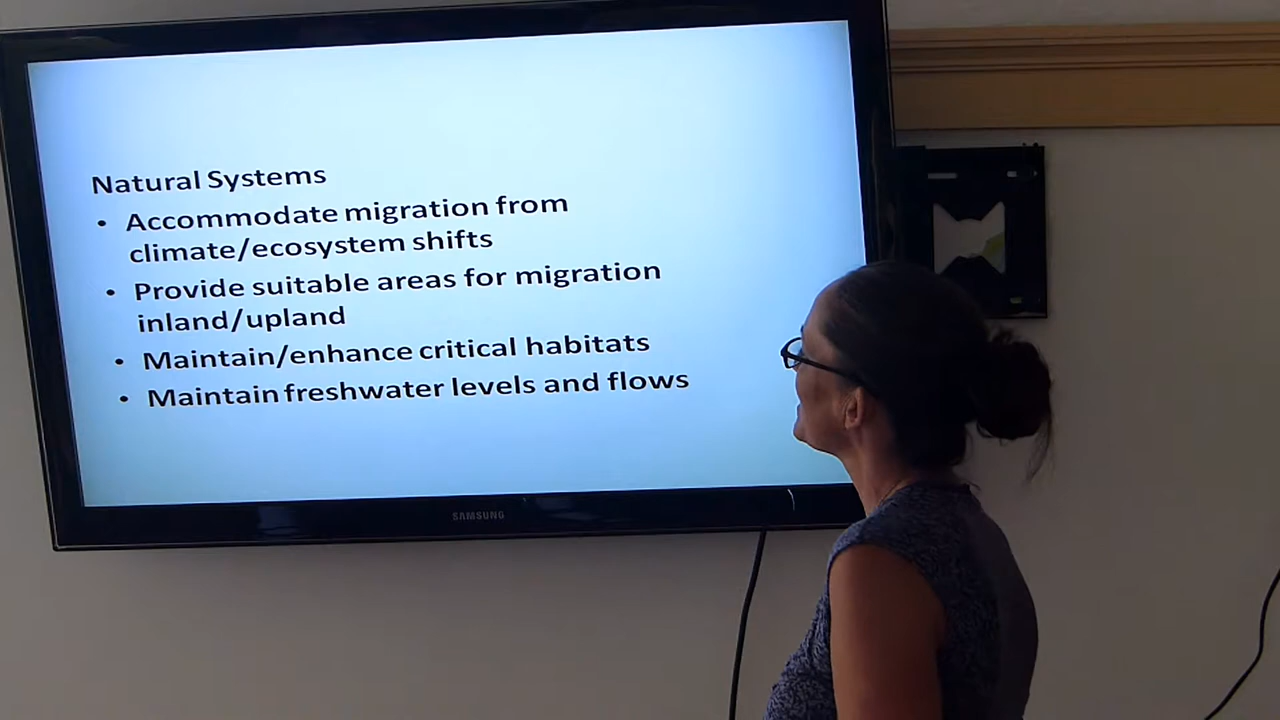 Natural Systems
• Accommodate migration from
climate/ecosystem shifts
• Provide suitable areas for migration
inland/upland
• Maintain/enhance critical habitats
• Maintain freshwater levels and flows
SAMSUNG